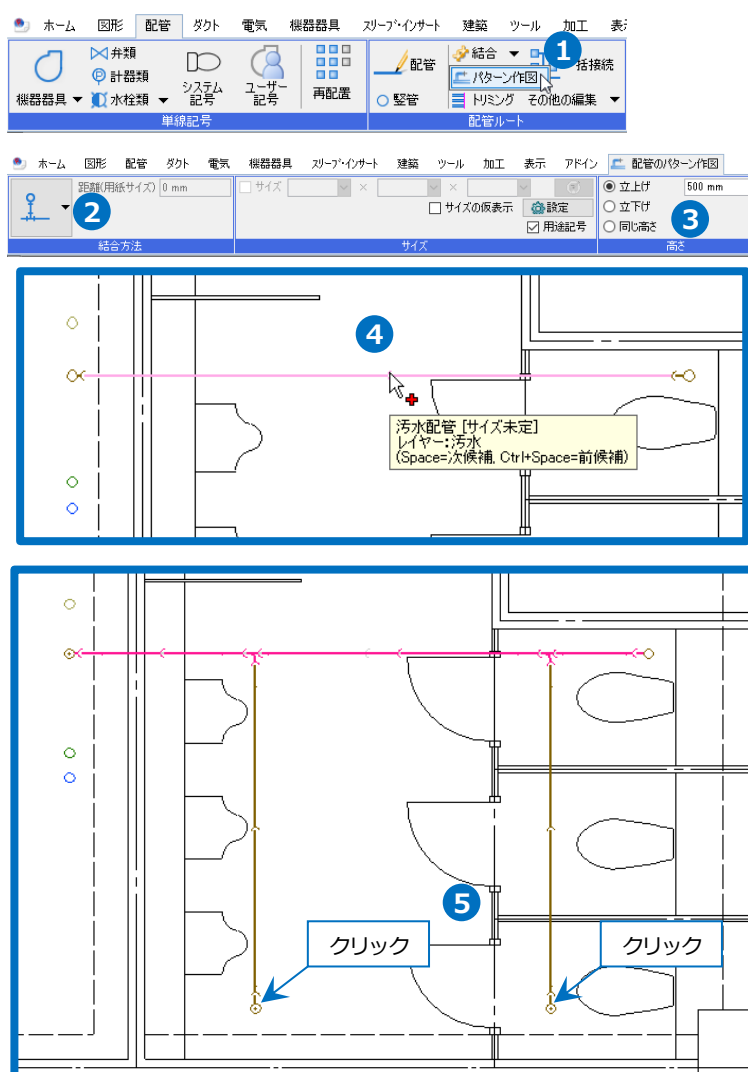 ホーム 図形 配管 ダクト 電気 機器器具 スリーブ・インサート 建築 ツール 加工
機器器具
弁類
計器類
水栓類
システム記号
ユーザー記号
再配置
単線記号
配管
竪管
結合
1
括接続
パターン作図
トリミング その他の編集
配管ルート
ホーム 図形 配管 ダクト 電気 機器器具 スリーブ・インサート 建築 ツール 加工 表示 アドイン 配管のパターン作図
2
距離(用紙サイズ) 0 mm
結合方法
サイズ × ×
サイズの仮表示 設定
用途記号
サイズ
立上げ 500 mm
立下げ
同じ高さ
3
高さ
4
汚水配管 [サイズ未定]
レイヤー:汚水
(Space=次候補, Ctrl+Space=前候補)
5
クリック
クリック